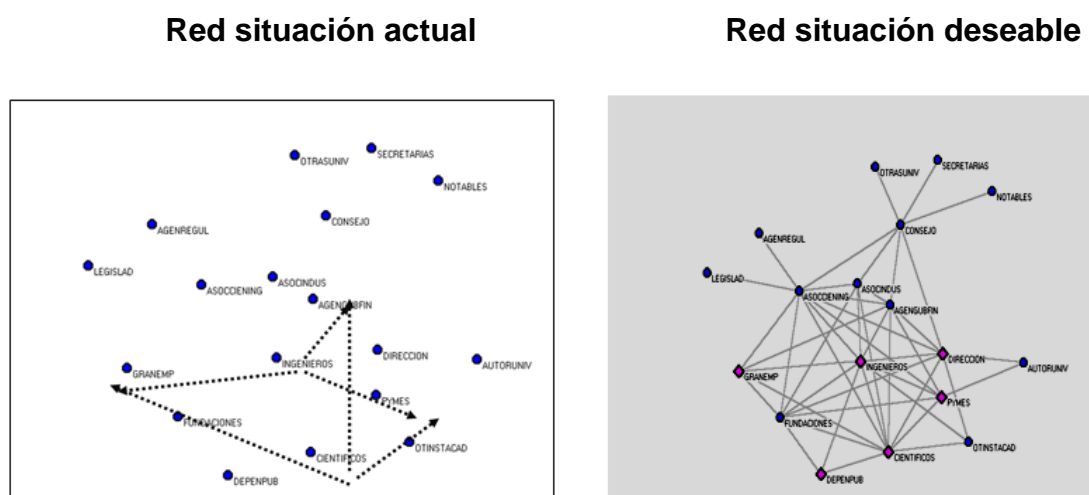 Red situación actual
Red situación deseable
OTRASUNIV
SECRETARIAS
NOTABLES
CONSEJO
AGENREGUL
LEGISLAD
ASOCCIENING
ASOCINDUS
AGENGUBFIN
INGENIEROS
DIRECCION
AUTORUNIV
GRANEMP
PYMES
FUNDACIONES
OTINSTACAD
CIENTIFICOS
DEPENPUB
OTRASUNIV
SECRETARIAS
NOTABLES
CONSEJO
AGENREGUL
LEGISLAD
ASOCCIENING
ASOCINDUS
AGENGUBFIN
DIRECCION
INGENIEROS
AUTORUNIV
GRANEMP
PYMES
FUNDACIONES
OTINSTACAD
CIENTIFICOS
DEPENPUB